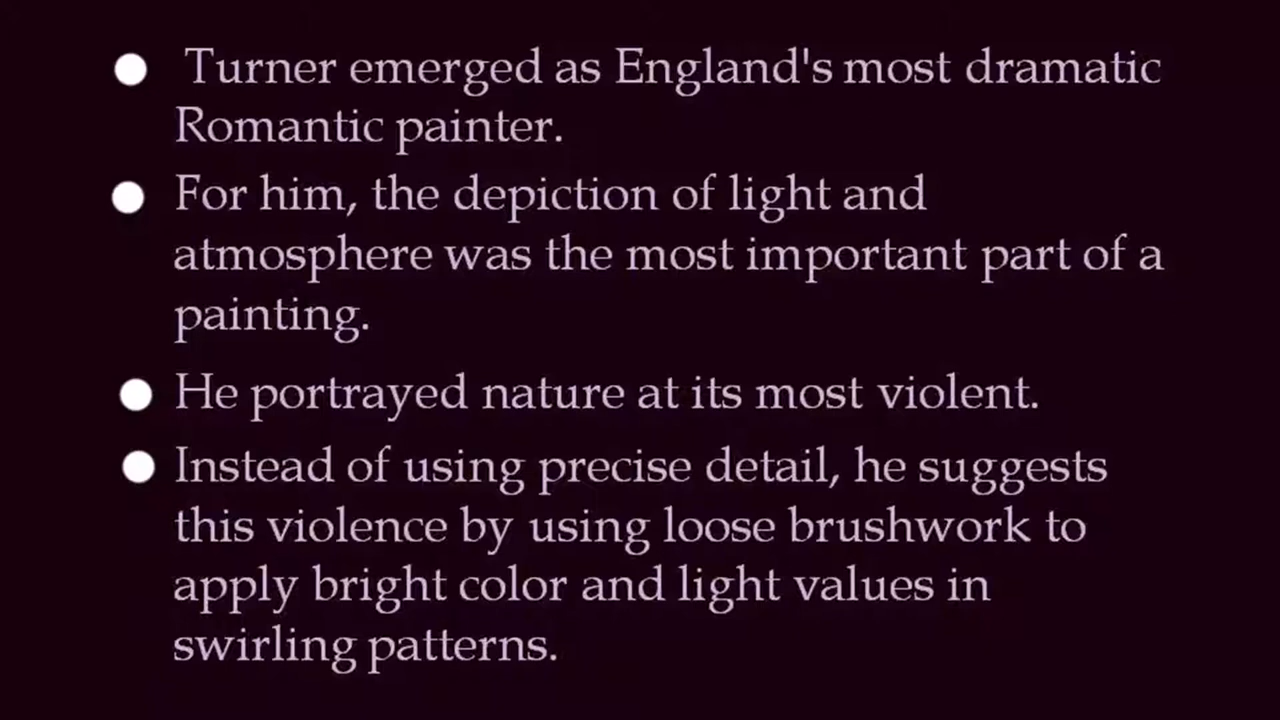 ● Turner emerged as England's most dramatic
Romantic painter.
● For him, the depiction of light and
atmosphere was the most important part of a
painting.
● He portrayed nature at its most violent.
● Instead of using precise detail, he suggests
this violence by using loose brushwork to
apply bright color and light values in
swirling patterns.